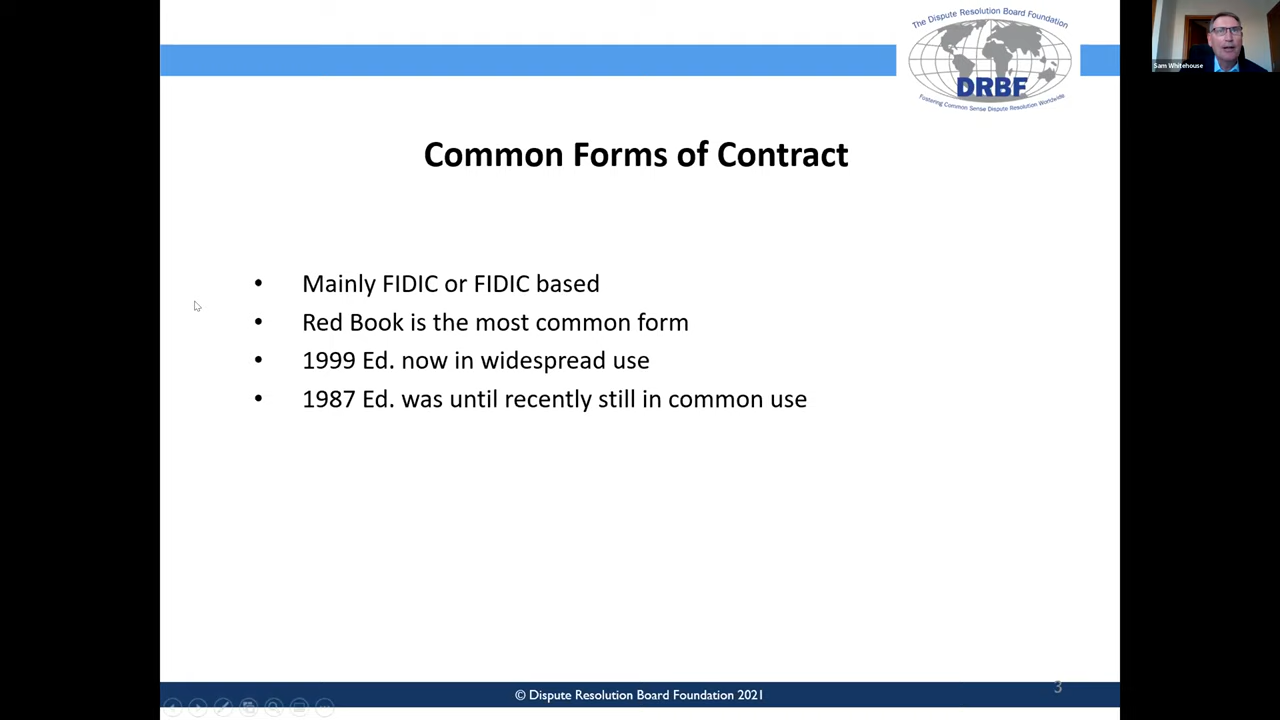 The Dispute Resolution Board Foundation
DRBF
Fostering Common Sense Dispute Resolution Worldwide
Sam Whitehouse
Common Forms of Contract
• Mainly FIDIC or FIDIC based
• Red Book is the most common form
• 1999 Ed. now in widespread use
• 1987 Ed. was until recently still in common use
© Dispute Resolution Board Foundation 2021
3